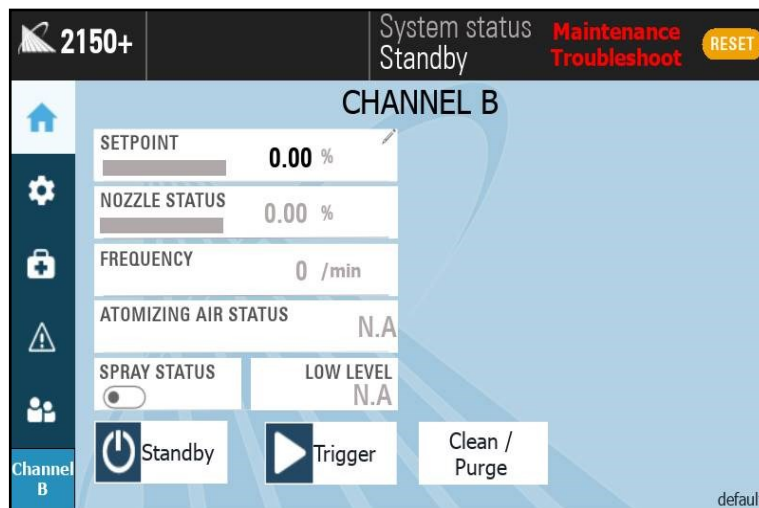 2150+
System status
Standby
Maintenance
Troubleshoot
RESET
CHANNEL B
SETPOINT
0.00 %
NOZZLE STATUS
0.00 %
FREQUENCY
0 /min
ATOMIZING AIR STATUS
N.A
SPRAY STATUS
LOW LEVEL
N.A
Standby
Trigger
Clean /
Purge
Channel
B
default